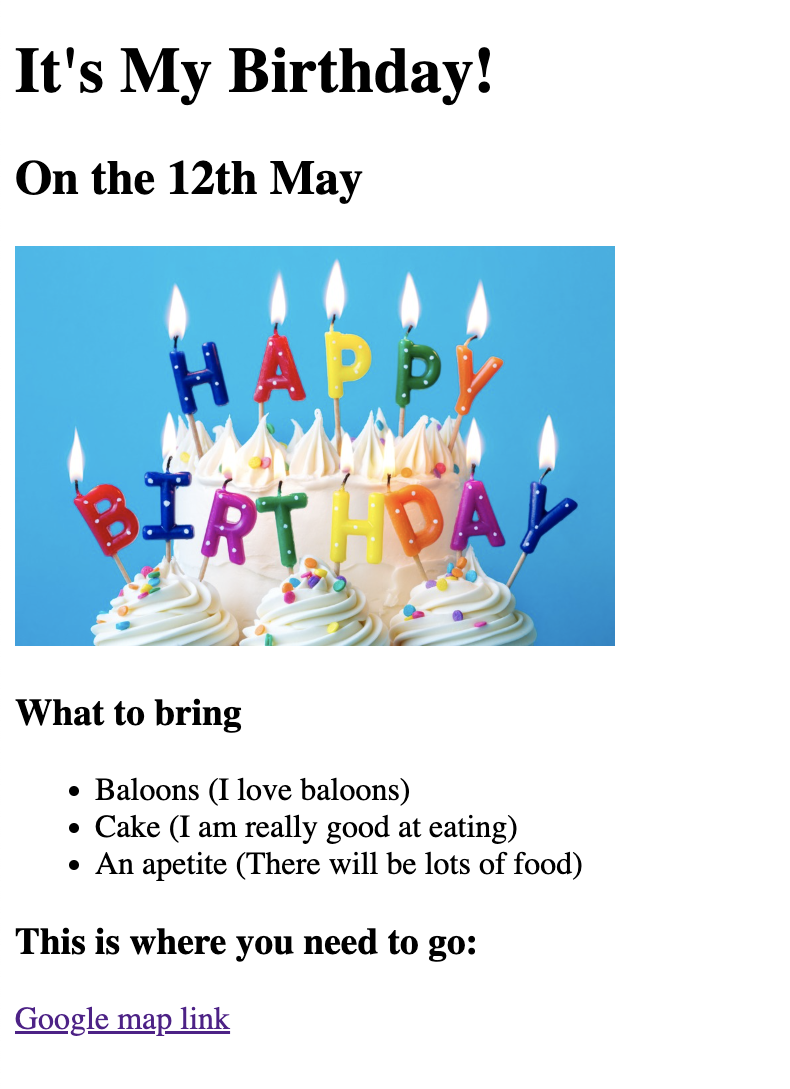 It's My Birthday!
On the 12th May
HAPPY
BIRTHDAY
What to bring
Baloons (I love baloons)
Cake (I am really good at eating)
An apetite (There will be lots of food)
This is where you need to go:
Google map link